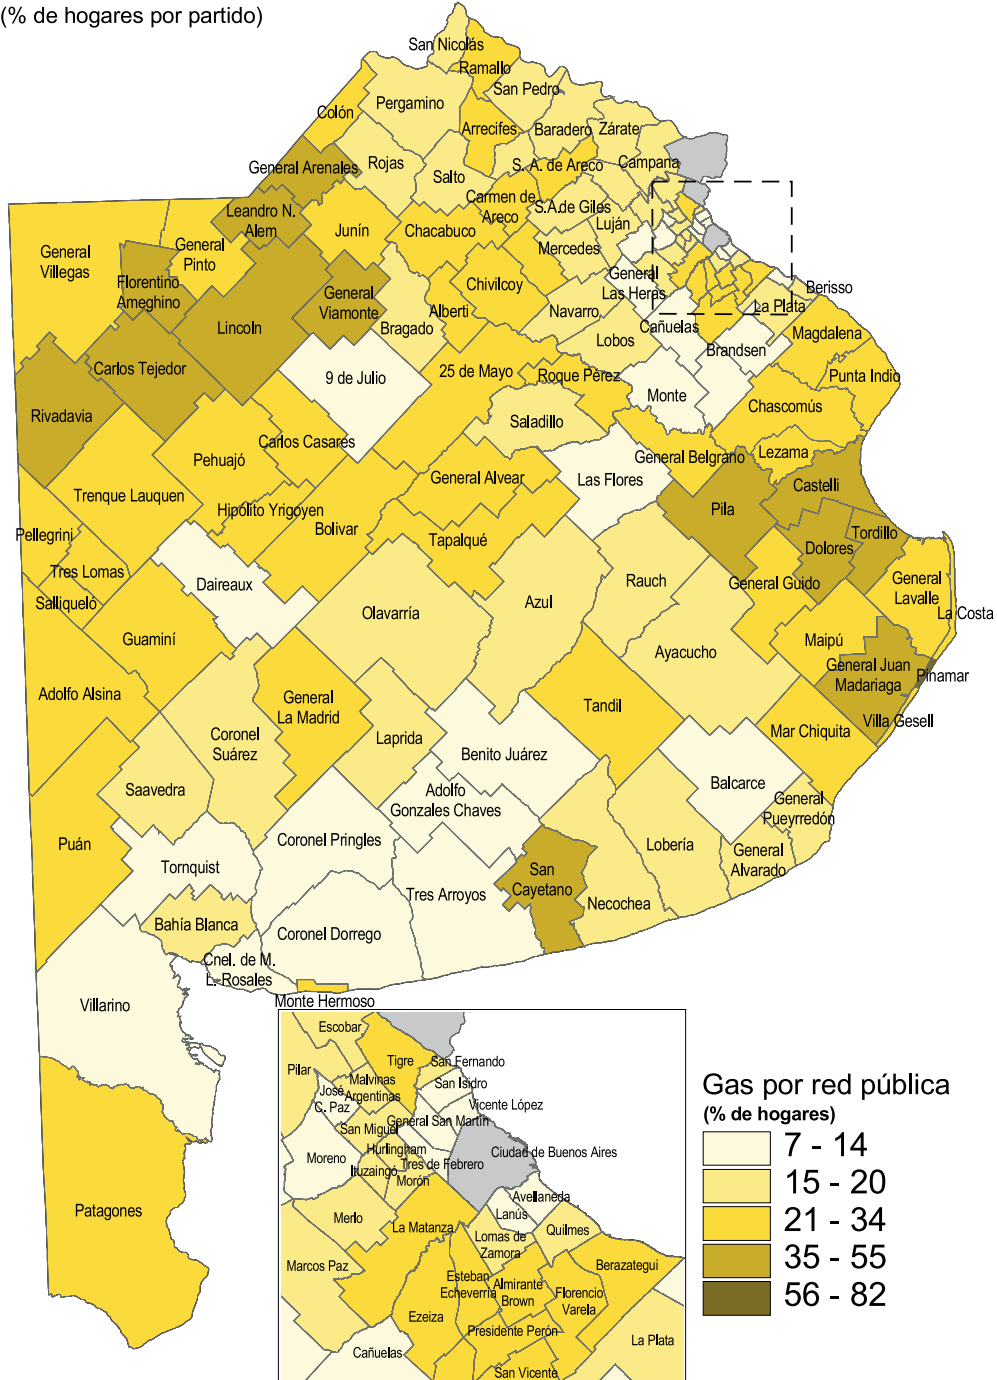 (% de hogares por partido)
San Nicolás
Ramallo
San Pedro
Colón
Pergamino
Arrecifes
Baradero
Zárate
General Arenales
Rojas
Salto
S. A. de Areco
Campana
Leandro N.
Alem
Junín
Carmen de
Areco
S.A.de Giles
Luján
Chacabuco
Mercedes
General
Villegas
General
Pinto
Florentino
Ameghino
General
Viamonte
Chivilcoy
General
Las Heras
Berisso
La Plata
Alberti
Navarro
Bragado
Lincoln
Cañuelas
Lobos
Brandsen
Magdalena
Carlos Tejedor
9 de Julio
25 de Mayo
Roque Pérez
Punta Indio
Monte
Rivadavia
Chascomús
Saladillo
Carlos Casares
Pehuajó
General Belgrano
Lezama
General Alvear
Las Flores
Castelli
Trenque Lauquen
Hipólito Yrigoyen
Bolivar
Pila
Pellegrini
Tapalqué
Tordillo
Dolores
Tres Lomas
Daireaux
Rauch
General Guido
General
Lavalle
Salliqueló
Olavarría
Azul
La Costa
Guaminí
Ayacucho
Maipú
General Juan
Madariaga
Pinamar
Adolfo Alsina
General
La Madrid
Tandil
Villa Gesell
Mar Chiquita
Coronel
Suárez
Laprida
Benito Juárez
Saavedra
Adolfo
Gonzales Chaves
Balcarce
General
Pueyrredón
Puán
Coronel Pringles
Lobería
General
Alvarado
Tornquist
San
Cayetano
Tres Arroyos
Necochea
Bahía Blanca
Coronel Dorrego
Cnel. de M.
L. Rosales
Villarino
Monte Hermoso
Patagones
Escobar
Pilar
Tigre
San Fernando
Malvinas
Argentinas
San Isidro
José
C. Paz
Vicente López
General San Martín
San Miguel
Hurlingham
Ciudad de Buenos Aires
Moreno
Tres de Febrero
Ituzaingó
Morón
Avellaneda
Lanús
Merlo
La Matanza
Quilmes
Lomas de
Zamora
Marcos Paz
Berazategui
Esteban
Echeverría
Almirante
Brown
Florencio
Varela
Ezeiza
Presidente Perón
La Plata
Cañuelas
San Vicente
Gas por red pública
(% de hogares)
7 - 14
15 - 20
21 - 34
35 - 55
56 - 82